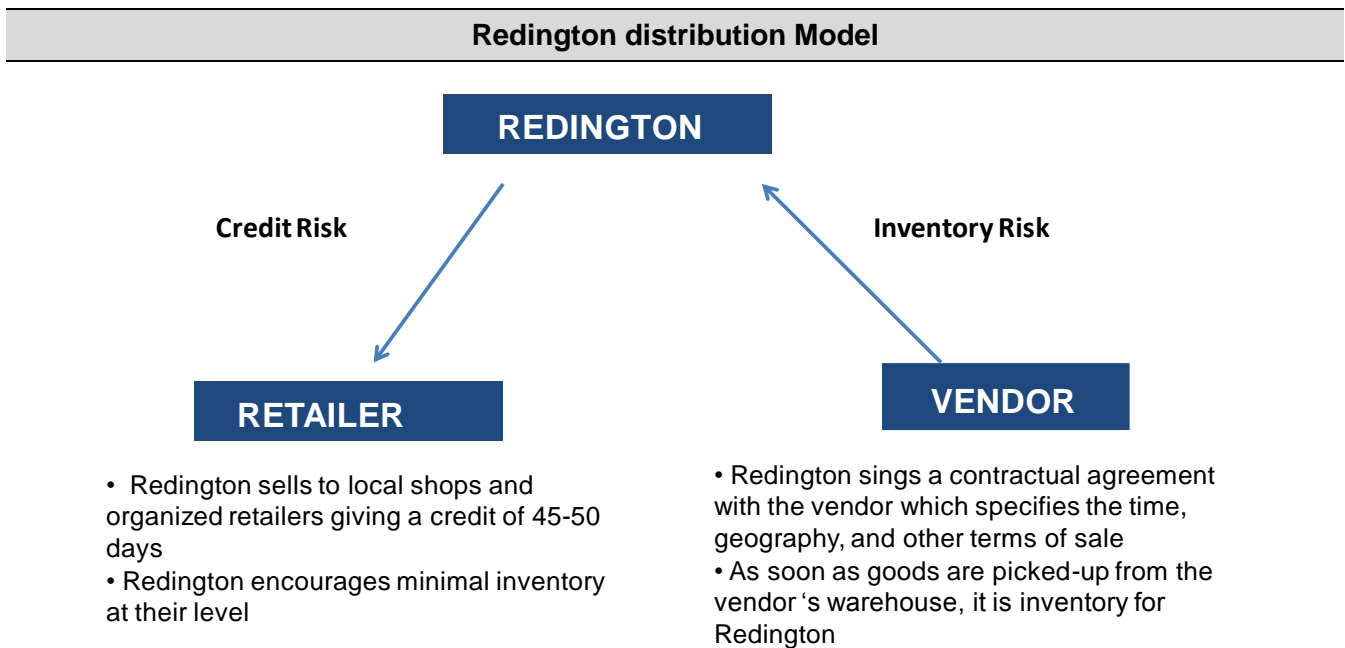 Redington distribution Model
REDINGTON
Credit Risk
Inventory Risk
RETAILER
VENDOR
• Redington sells to local shops and
organized retailers giving a credit of 45-50
days
• Redington encourages minimal inventory
at their level
• Redington sings a contractual agreement
with the vendor which specifies the time,
geography, and other terms of sale
• As soon as goods are picked-up from the
vendor ‘s warehouse, it is inventory for
Redington